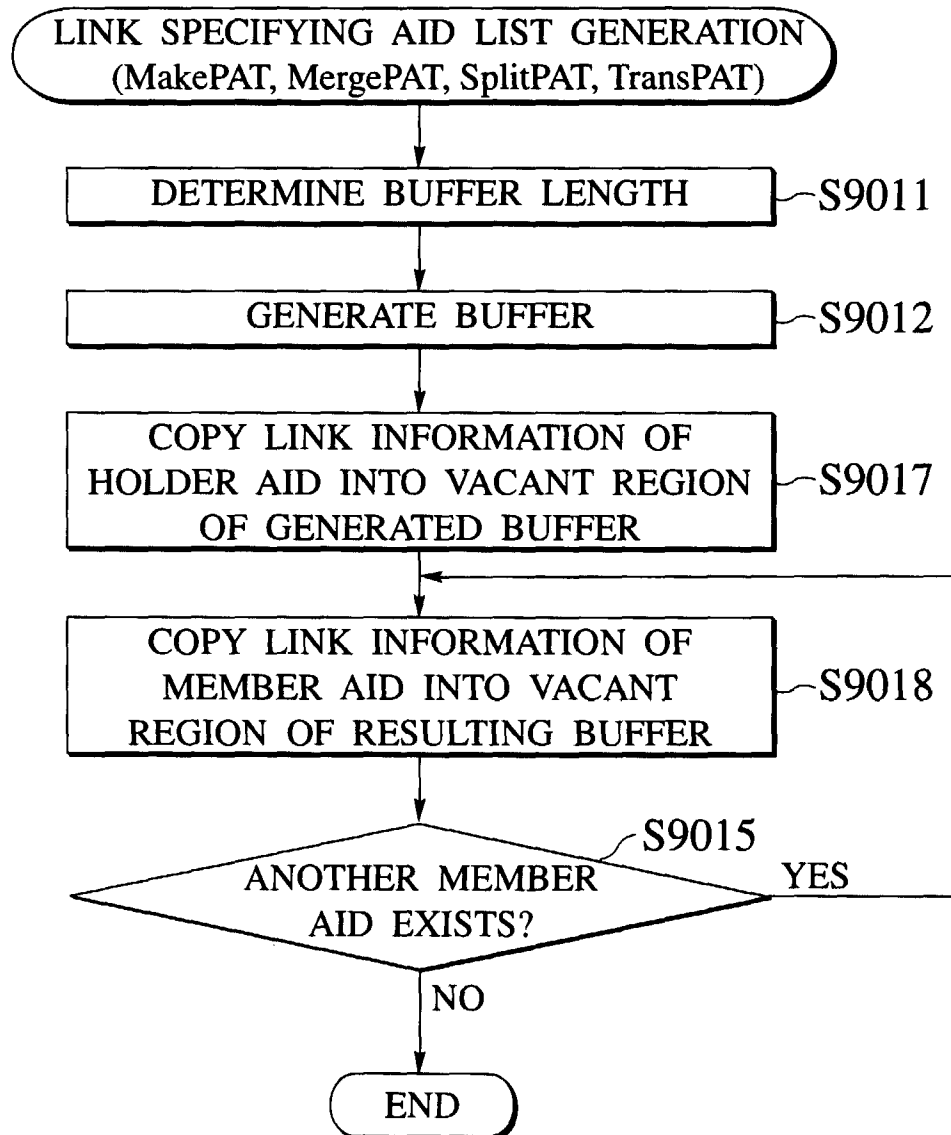 LINK SPECIFYING AID LIST GENERATION
(MakePAT, MergePAT, SplitPAT, TransPAT)
DETERMINE BUFFER LENGTH
S9011
GENERATE BUFFER
S9012
COPY LINK INFORMATION OF
HOLDER AID INTO VACANT REGION
OF GENERATED BUFFER
S9017
COPY LINK INFORMATION OF
MEMBER AID INTO VACANT
REGION OF RESULTING BUFFER
S9018
S9015
ANOTHER MEMBER
AID EXISTS?
YES
NO
END